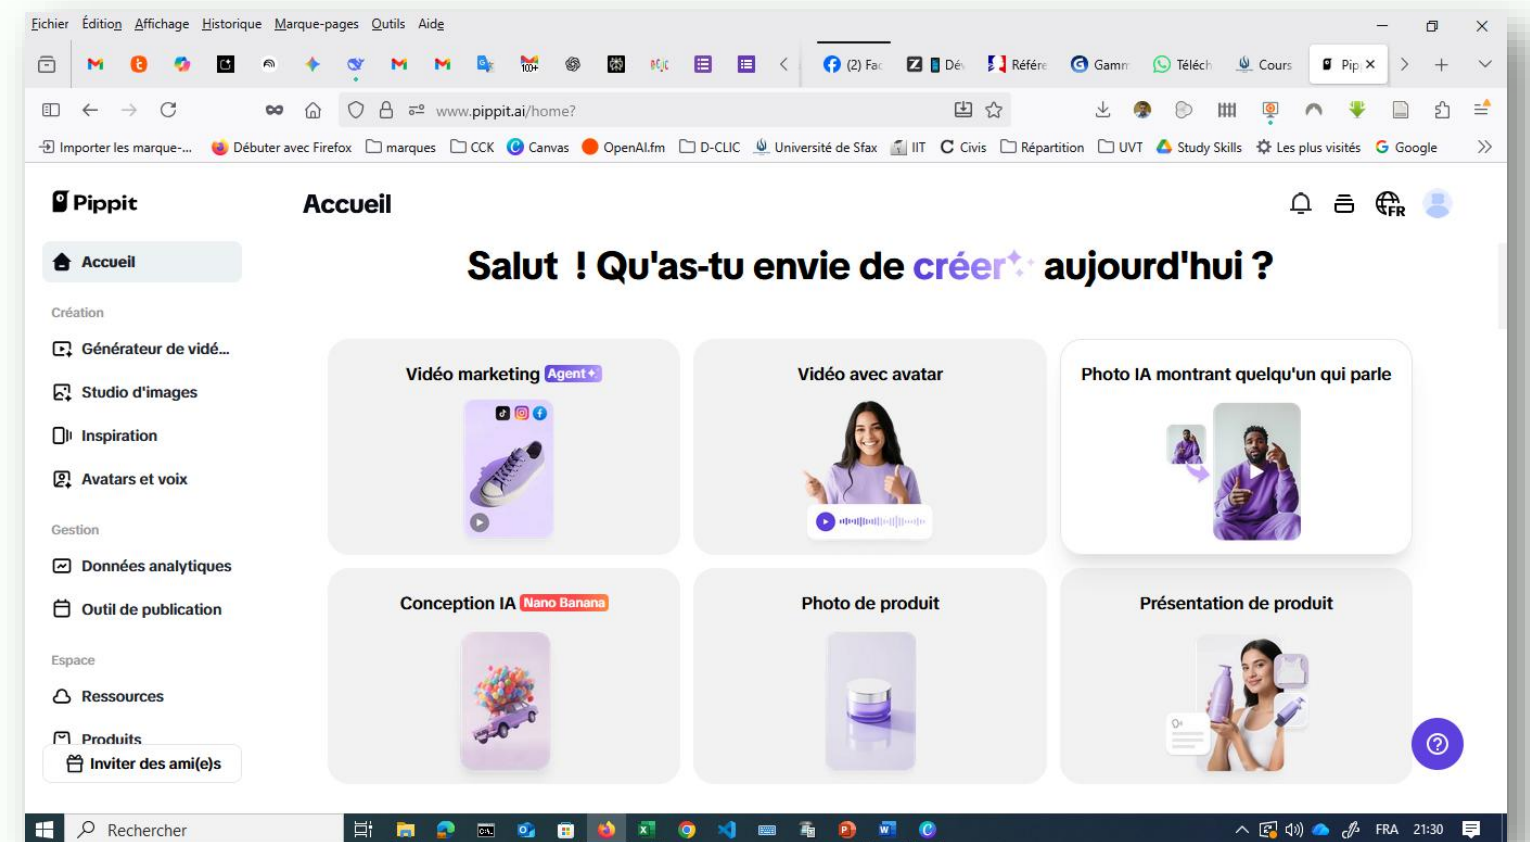 Fichier Édition Affichage Historique Marque-pages Outils Aide
(2) Fac Dév Référe Gamm Téléch Cours Pip
www.pippit.ai/home?
Importer les marque-... Débuter avec Firefox marques CCK Canvas OpenAI.fm D-CLIC Université de Sfax IIT Civis Répartition UVT Study Skills Les plus visités Google
Pippit
Accueil
FR
Accueil
Salut ! Qu'as-tu envie de créer aujourd'hui ?
Création
Générateur de vidé...
Studio d'images
Inspiration
Avatars et voix
Gestion
Données analytiques
Outil de publication
Espace
Ressources
Produits
Inviter des ami(e)s
Vidéo marketing Agent
Vidéo avec avatar
Photo IA montrant quelqu'un qui parle
Conception IA Nano Banana
Photo de produit
Présentation de produit
Rechercher
FRA 21:30